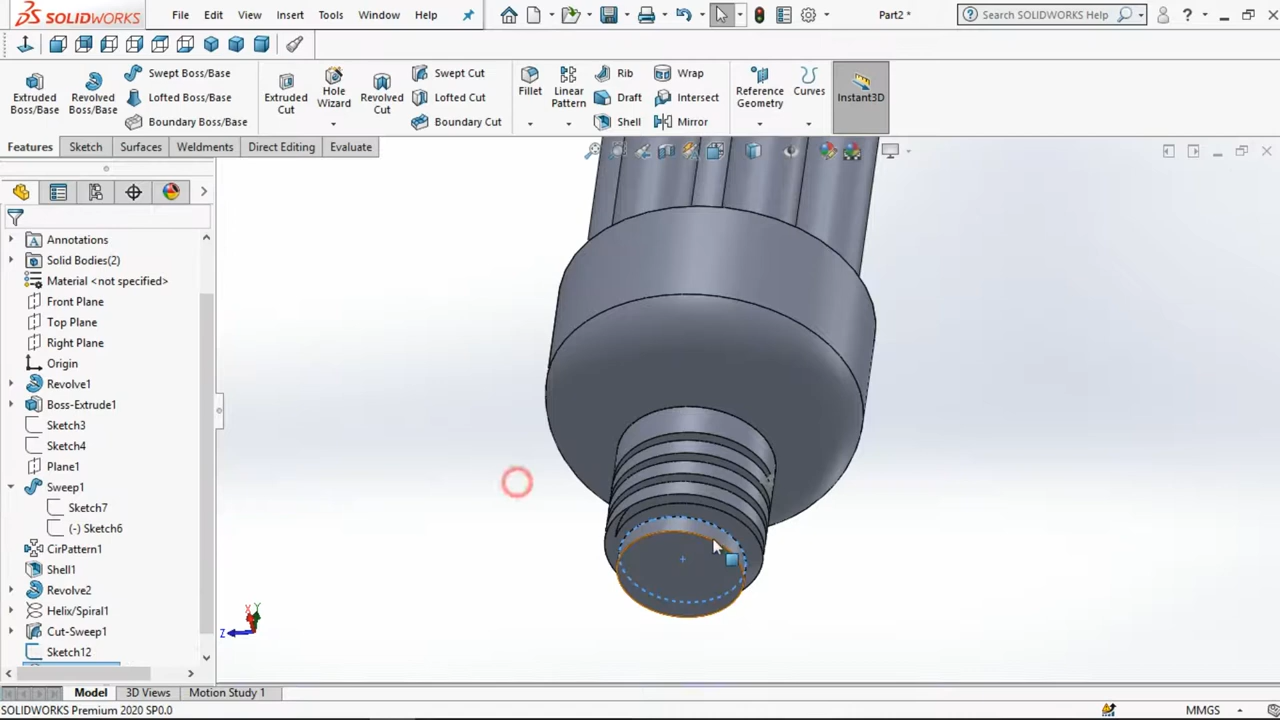 SOLIDWORKS File Edit View Insert Tools Window Help Part2 * Search SOLIDWORKS Help ?
Extruded Boss/Base
Revolved Boss/Base
Swept Boss/Base
Lofted Boss/Base
Boundary Boss/Base
Extruded Cut
Hole Wizard
Revolved Cut
Swept Cut
Lofted Cut
Boundary Cut
Fillet
Linear Pattern
Rib
Draft
Shell
Wrap
Intersect
Mirror
Reference Geometry
Curves
Instant3D
Features Sketch Surfaces Weldments Direct Editing Evaluate
Annotations
Solid Bodies(2)
Material <not specified>
Front Plane
Top Plane
Right Plane
Origin
Revolve1
Boss-Extrude1
Sketch3
Sketch4
Plane1
Sweep1
Sketch7
(-) Sketch6
CirPattern1
Shell1
Revolve2
Helix/Spiral1
Cut-Sweep1
Sketch12
X Y
Z
Model 3D Views Motion Study 1
SOLIDWORKS Premium 2020 SP0.0 MMGS